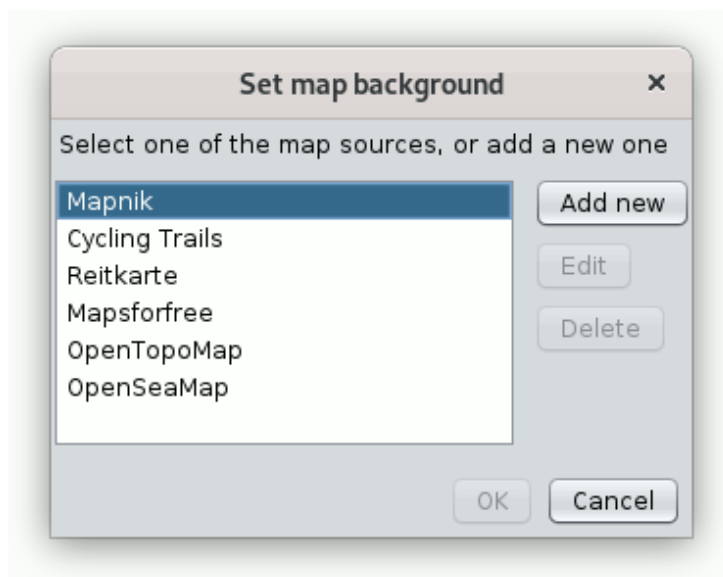 Set map background ×
Select one of the map sources, or add a new one
Mapnik
Cycling Trails
Reitkarte
Mapsforfree
OpenTopoMap
OpenSeaMap
Add new
Edit
Delete
OK Cancel